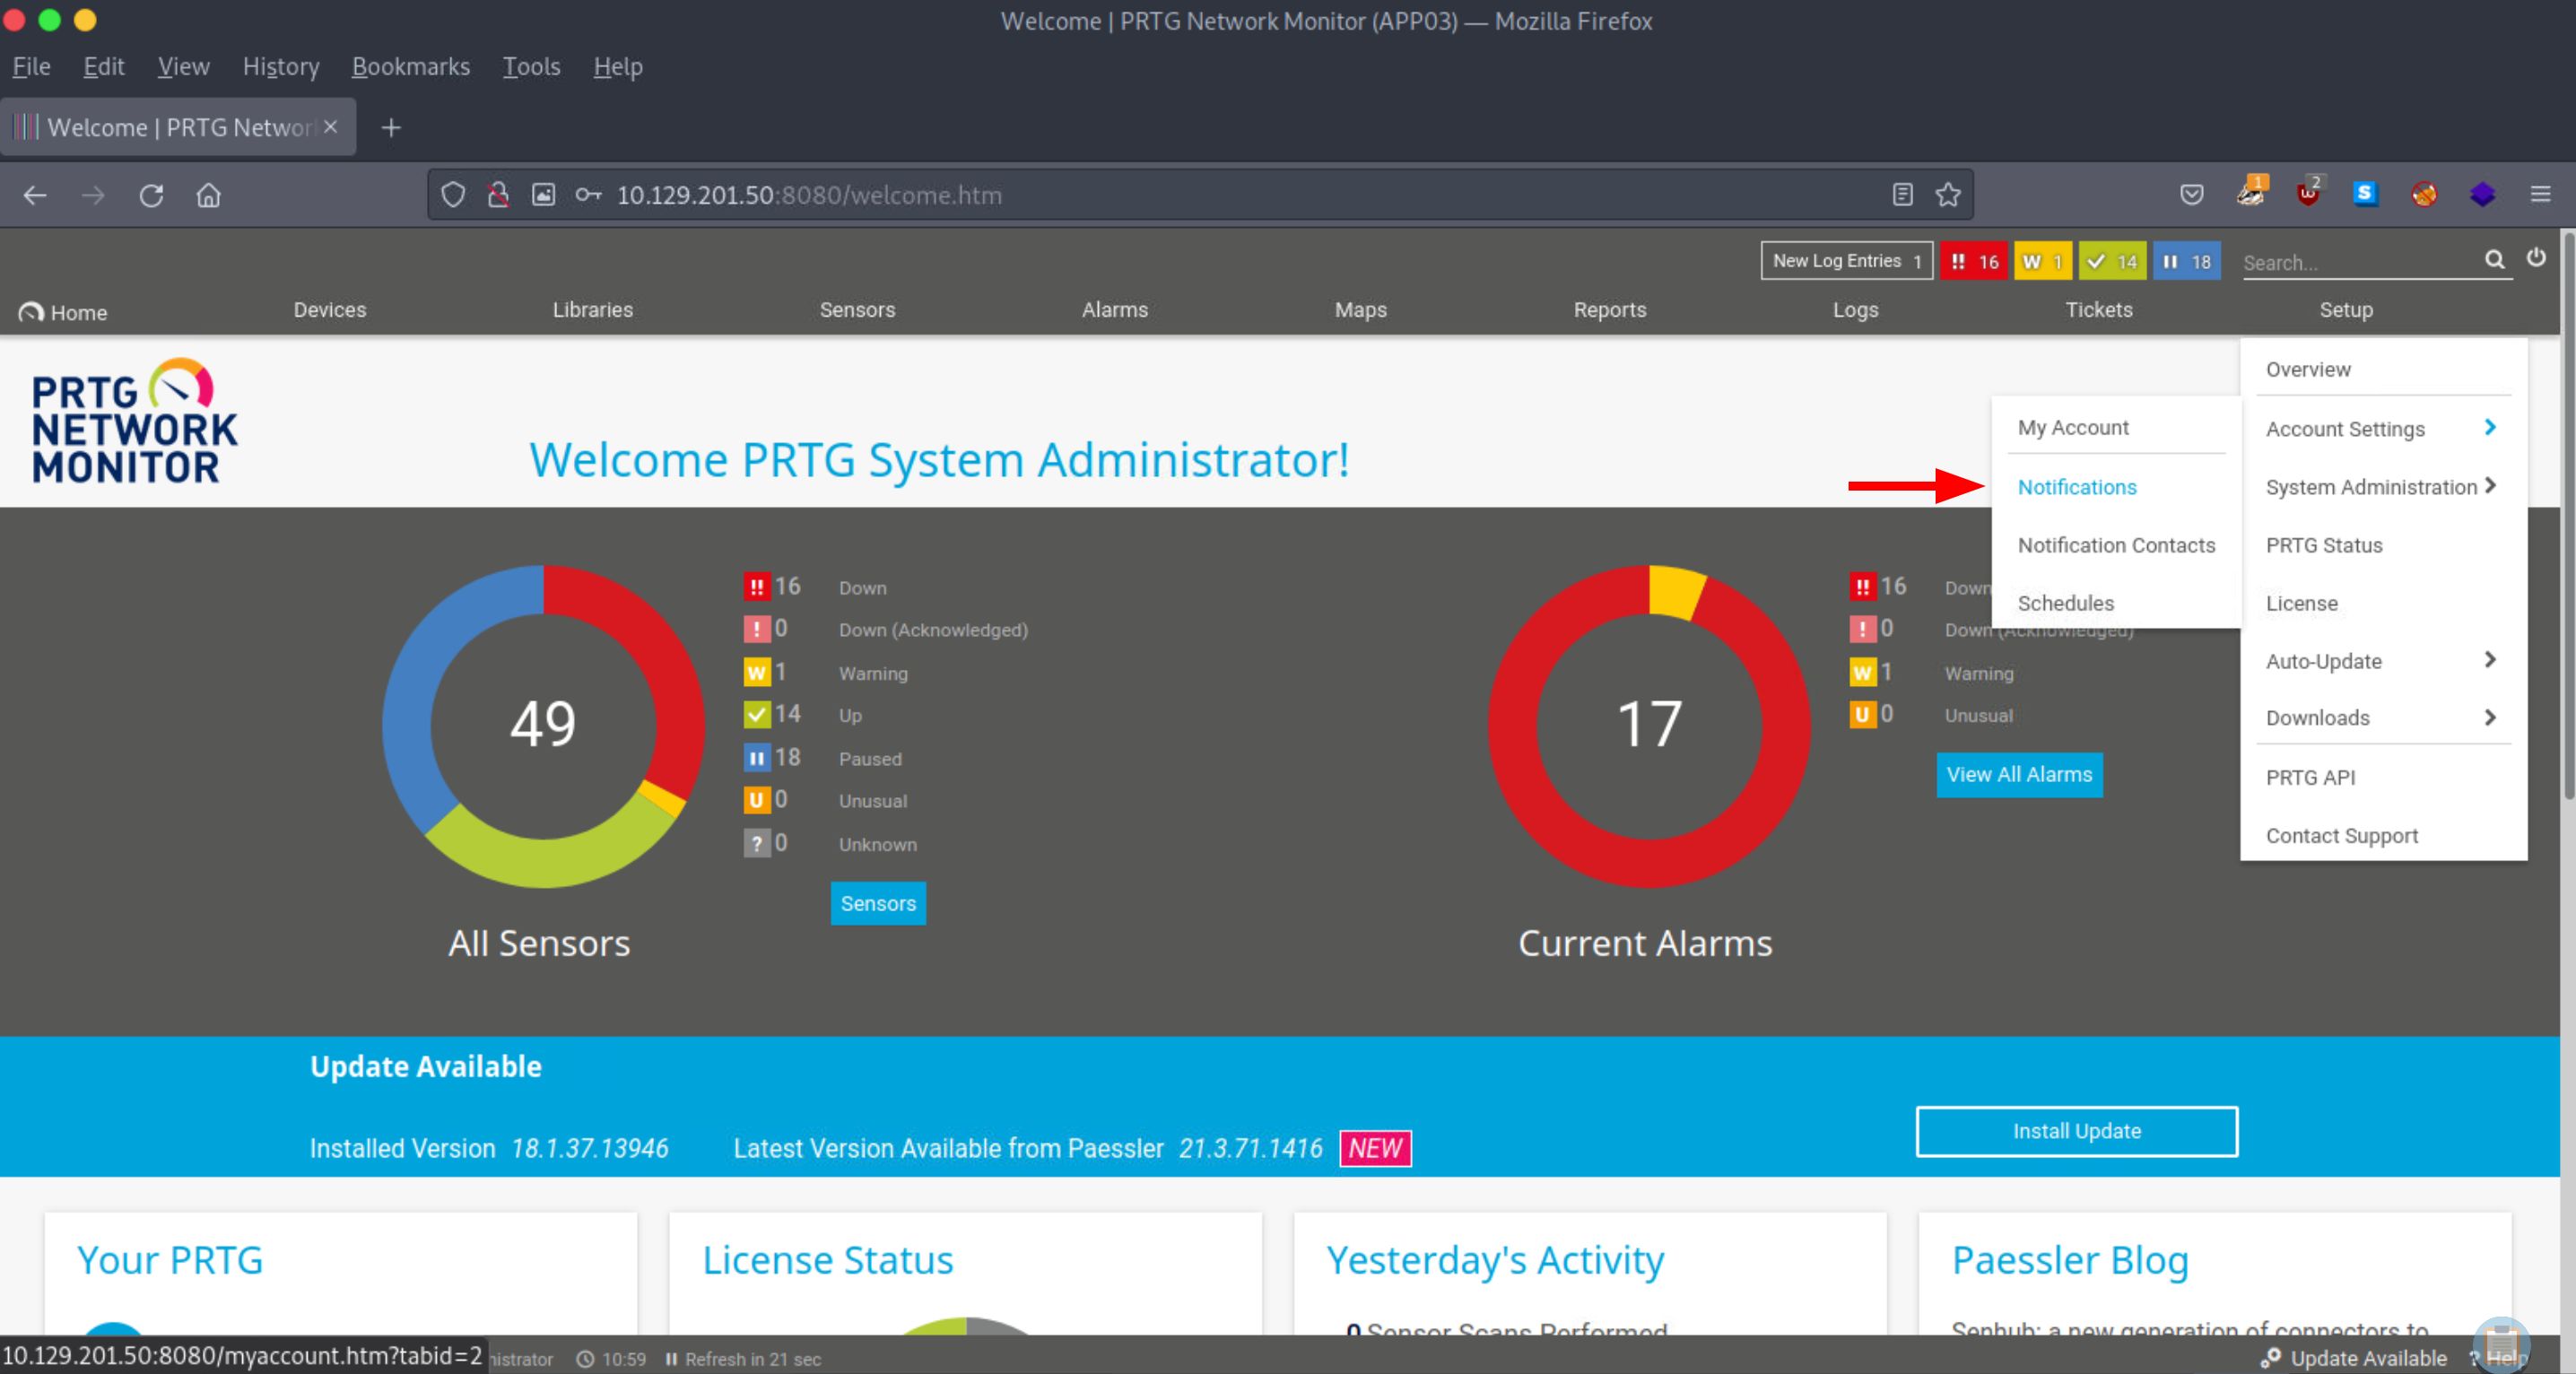 Welcome | PRTG Network Monitor (APP03) — Mozilla Firefox
File Edit View History Bookmarks Tools Help
Welcome | PRTG Networ
10.129.201.50:8080/welcome.htm
1 2
New Log Entries 1 !! 16 W 1 14 18 Search...
Home Devices Libraries Sensors Alarms Maps Reports Logs Tickets Setup
PRTG
NETWORK
MONITOR
Welcome PRTG System Administrator!
My Account
Notifications
Notification Contacts
Schedules
Overview
Account Settings
System Administration
PRTG Status
License
Auto-Update
Downloads
PRTG API
Contact Support
49
All Sensors
!! 16 Down
! 0 Down (Acknowledged)
W 1 Warning
14 Up
18 Paused
U 0 Unusual
? 0 Unknown
Sensors
17
Current Alarms
!! 16 Down
! 0 Down (Acknowledged)
W 1 Warning
U 0 Unusual
View All Alarms
Update Available
Installed Version 18.1.37.13946 Latest Version Available from Paessler 21.3.71.1416 NEW
Install Update
Your PRTG
License Status
Yesterday's Activity
0 Sensor Scans Performed
Paessler Blog
Senhub: a new generation of connectors to
10.129.201.50:8080/myaccount.htm?tabid=2 nistrator 10:59 Refresh in 21 sec
Update Available ? Help